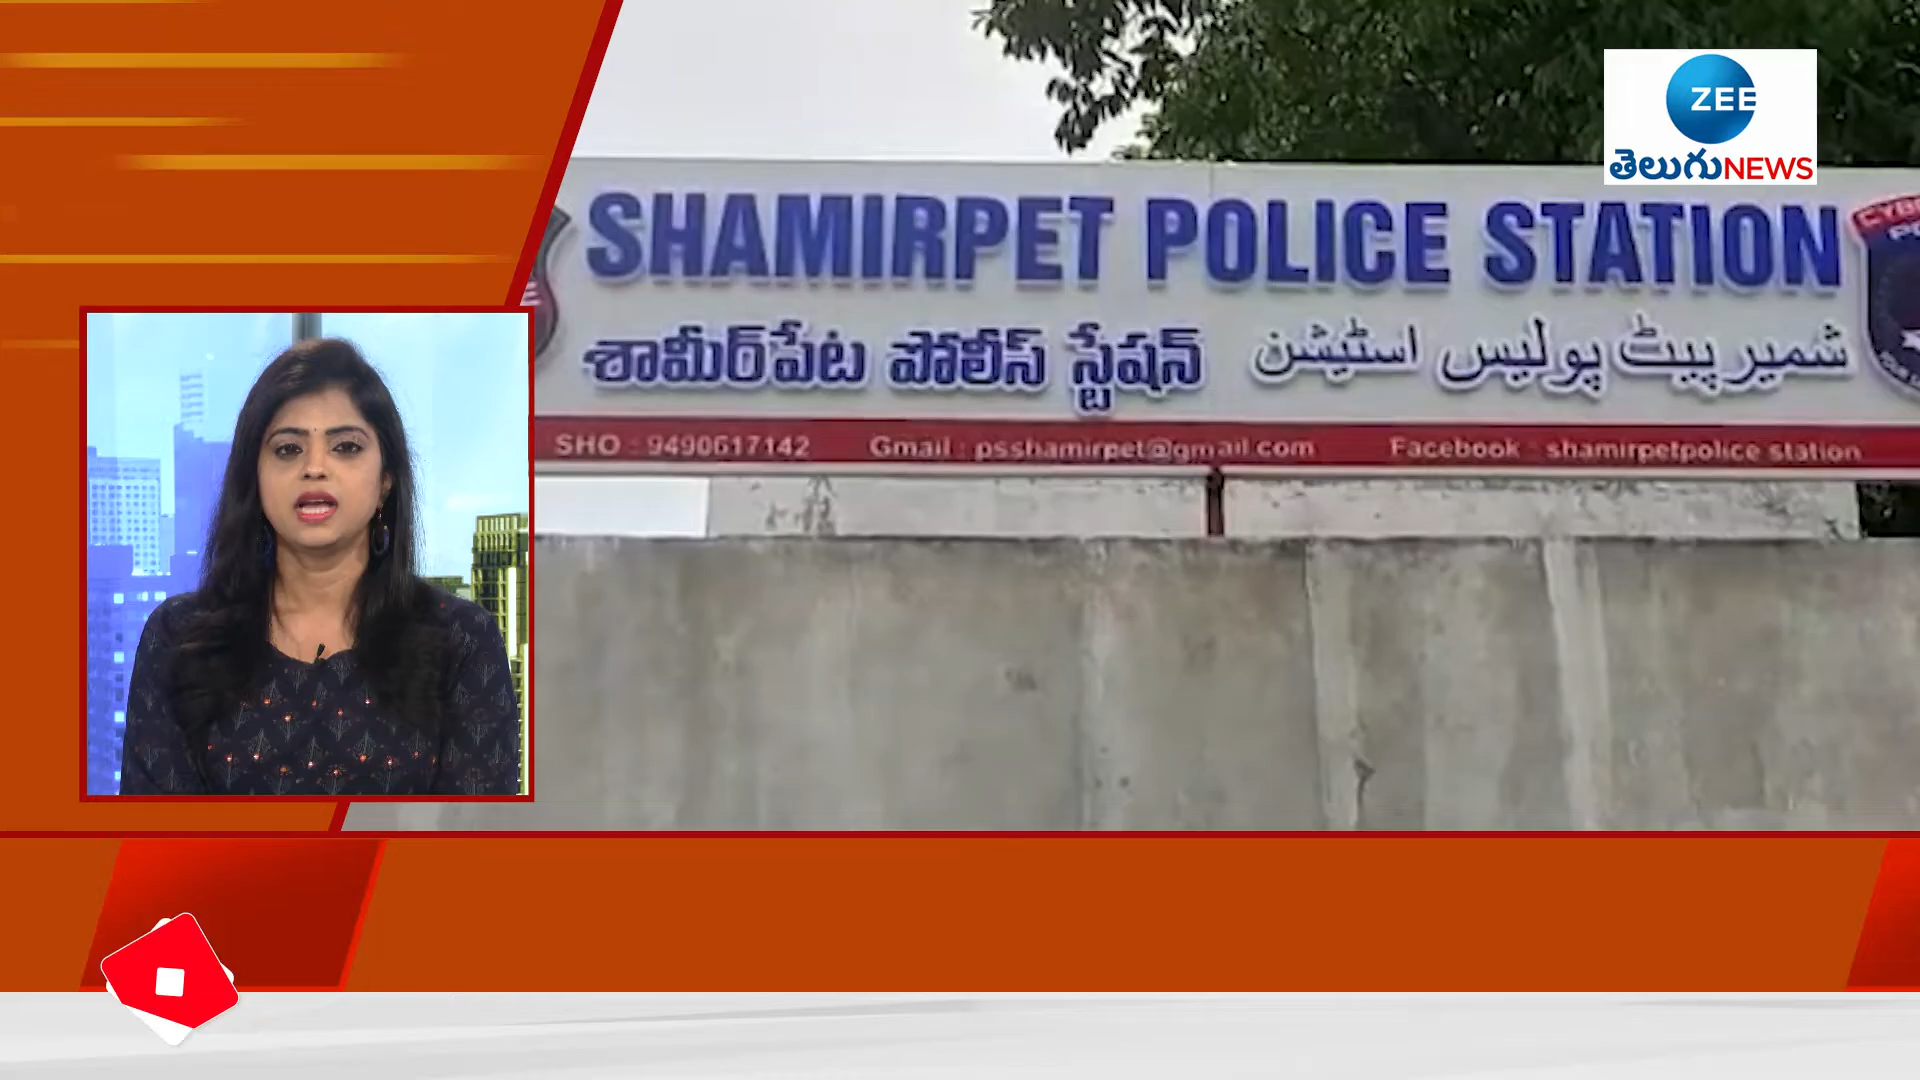 ZEE
తెలుగు NEWS
SHAMIRPET POLICE STATION
శామీర్‌పేట పోలీస్ స్టేషన్ شمیر پیٹ پولیس اسٹیشن
SHO : 9490617142 Gmail : psshamirpet@gmail.com Facebook : shamirpetpolice station